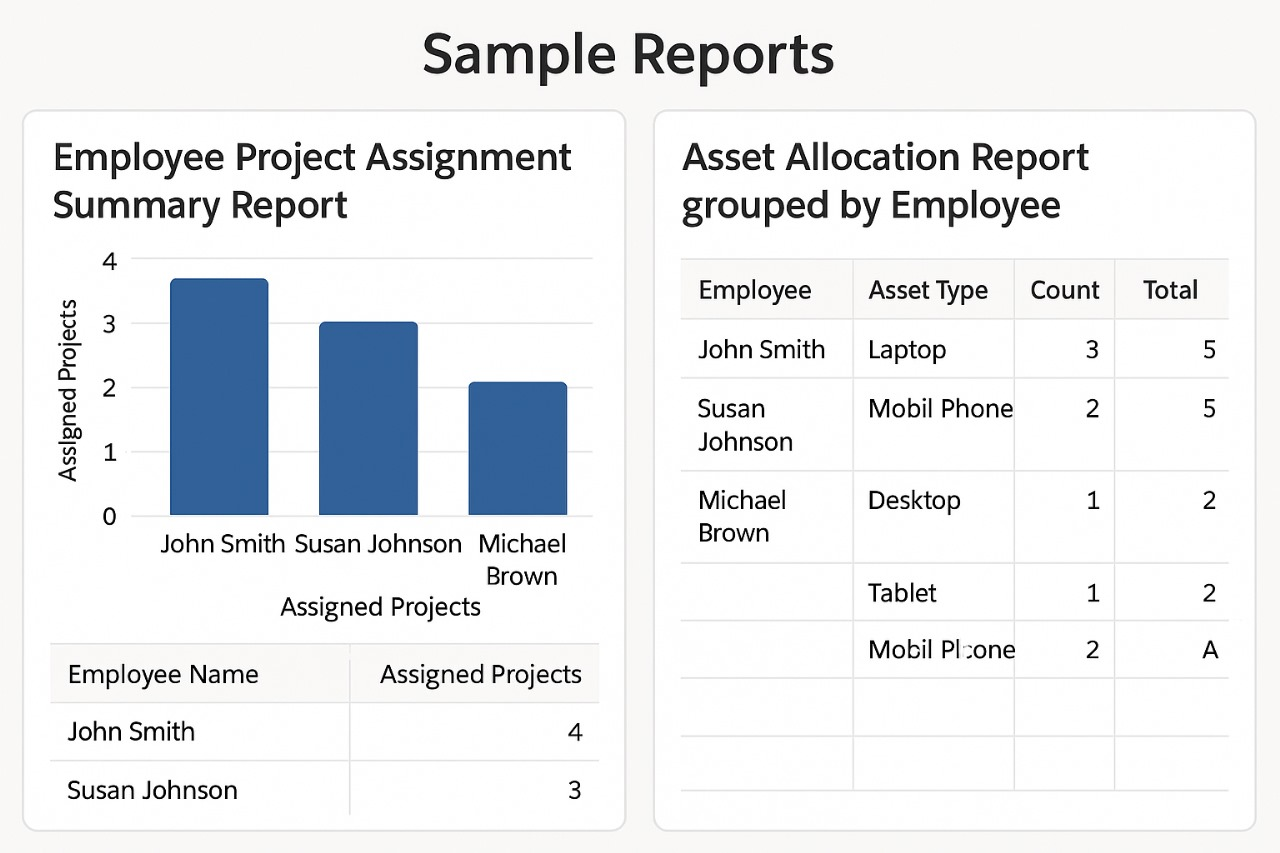 Sample Reports
Employee Project Assignment
Summary Report
4
3
2
1
0
Assigned Projects
John Smith Susan Johnson Michael
Brown
Assigned Projects
Employee Name Assigned Projects
John Smith 4
Susan Johnson 3
Asset Allocation Report
grouped by Employee
Employee Asset Type Count Total
John Smith Laptop 3 5
Susan Mobil Phone 2 5
Johnson
Michael Desktop 1 2
Brown
Tablet 1 2
Mobil 2 A